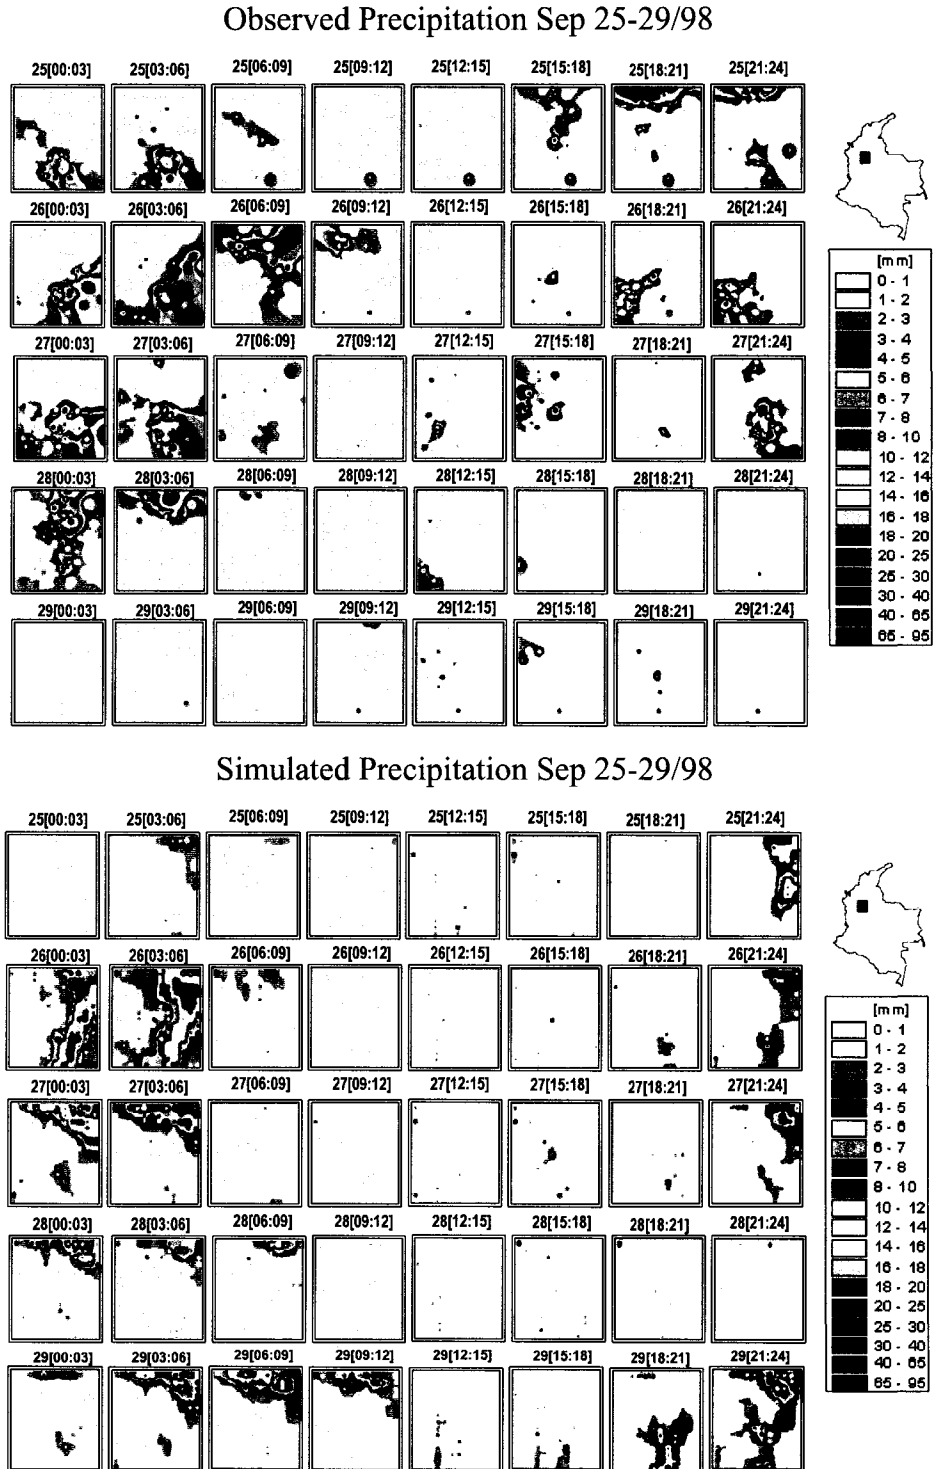 Observed Precipitation Sep 25-29/98
25[00:03] 25[03:06] 25[06:09] 25[09:12] 25[12:15] 25[15:18] 25[18:21] 25[21:24]
26[00:03] 26[03:06] 26[06:09] 26[09:12] 26[12:15] 26[15:18] 26[18:21] 26[21:24]
27[00:03] 27[03:06] 27[06:09] 27[09:12] 27[12:15] 27[15:18] 27[18:21] 27[21:24]
28[00:03] 28[03:06] 28[06:09] 28[09:12] 28[12:15] 28[15:18] 28[18:21] 28[21:24]
29[00:03] 29[03:06] 29[06:09] 29[09:12] 29[12:15] 29[15:18] 29[18:21] 29[21:24]
[mm]
0 - 1
1 - 2
2 - 3
3 - 4
4 - 5
5 - 6
6 - 7
7 - 8
8 - 10
10 - 12
12 - 14
14 - 16
16 - 18
18 - 20
20 - 25
25 - 30
30 - 40
40 - 65
65 - 95
Simulated Precipitation Sep 25-29/98
25[00:03] 25[03:06] 25[06:09] 25[09:12] 25[12:15] 25[15:18] 25[18:21] 25[21:24]
26[00:03] 26[03:06] 26[06:09] 26[09:12] 26[12:15] 26[15:18] 26[18:21] 26[21:24]
27[00:03] 27[03:06] 27[06:09] 27[09:12] 27[12:15] 27[15:18] 27[18:21] 27[21:24]
28[00:03] 28[03:06] 28[06:09] 28[09:12] 28[12:15] 28[15:18] 28[18:21] 28[21:24]
29[00:03] 29[03:06] 29[06:09] 29[09:12] 29[12:15] 29[15:18] 29[18:21] 29[21:24]
[mm]
0 - 1
1 - 2
2 - 3
3 - 4
4 - 5
5 - 6
6 - 7
7 - 8
8 - 10
10 - 12
12 - 14
14 - 16
16 - 18
18 - 20
20 - 25
25 - 30
30 - 40
40 - 65
65 - 95